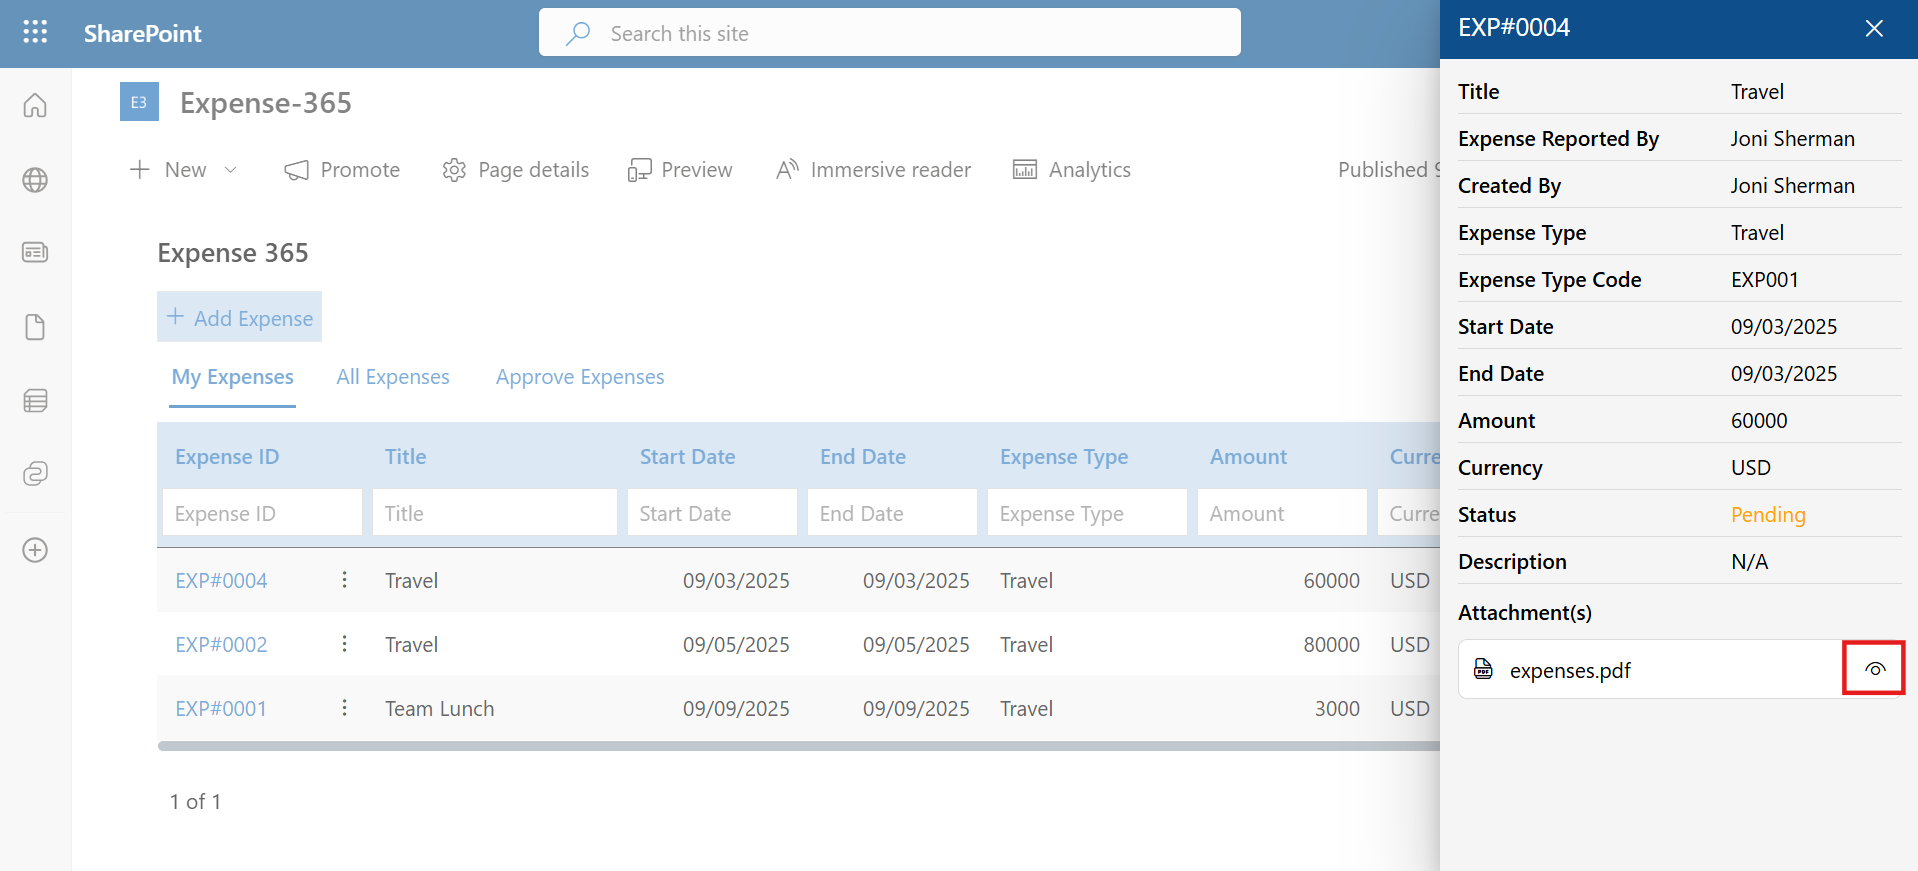 SharePoint
Search this site
E3 Expense-365
New Promote Page details Preview Immersive reader Analytics Published 9
Expense 365
+ Add Expense
My Expenses All Expenses Approve Expenses
Expense ID Title Start Date End Date Expense Type Amount Curre
Expense ID Title Start Date End Date Expense Type Amount Curre
EXP#0004 Travel 09/03/2025 09/03/2025 Travel 60000 USD
EXP#0002 Travel 09/05/2025 09/05/2025 Travel 80000 USD
EXP#0001 Team Lunch 09/09/2025 09/09/2025 Travel 3000 USD
1 of 1
EXP#0004
Title Travel
Expense Reported By Joni Sherman
Created By Joni Sherman
Expense Type Travel
Expense Type Code EXP001
Start Date 09/03/2025
End Date 09/03/2025
Amount 60000
Currency USD
Status Pending
Description N/A
Attachment(s)
PDF expenses.pdf